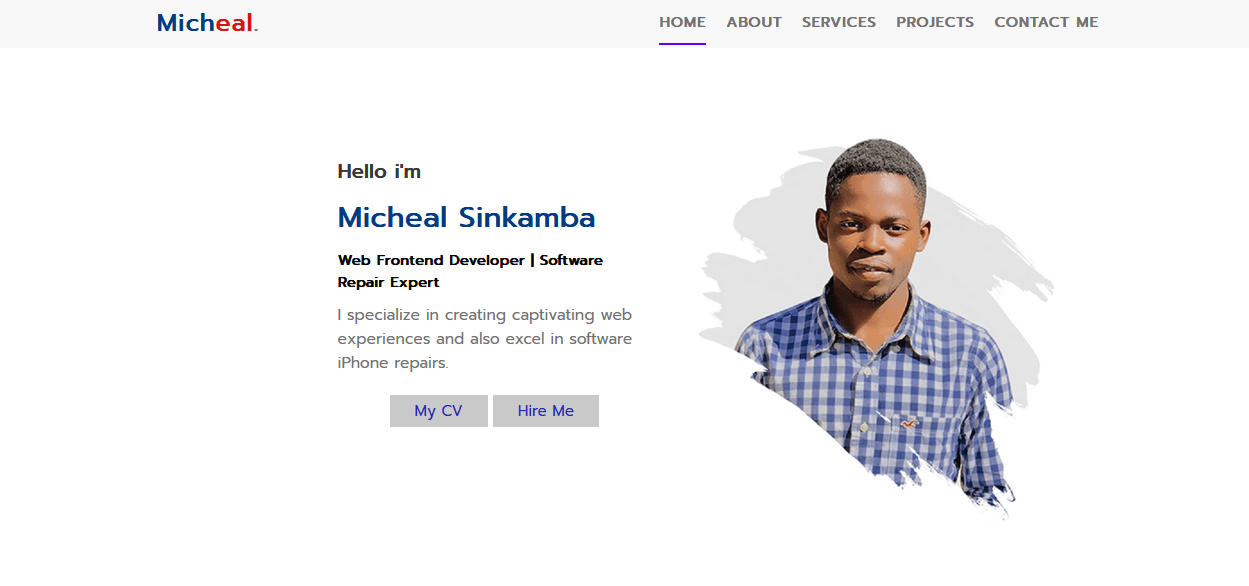 Micheal.
HOME ABOUT SERVICES PROJECTS CONTACT ME
Hello i'm
Micheal Sinkamba
Web Frontend Developer | Software
Repair Expert
I specialize in creating captivating web
experiences and also excel in software
iPhone repairs.
My CV Hire Me